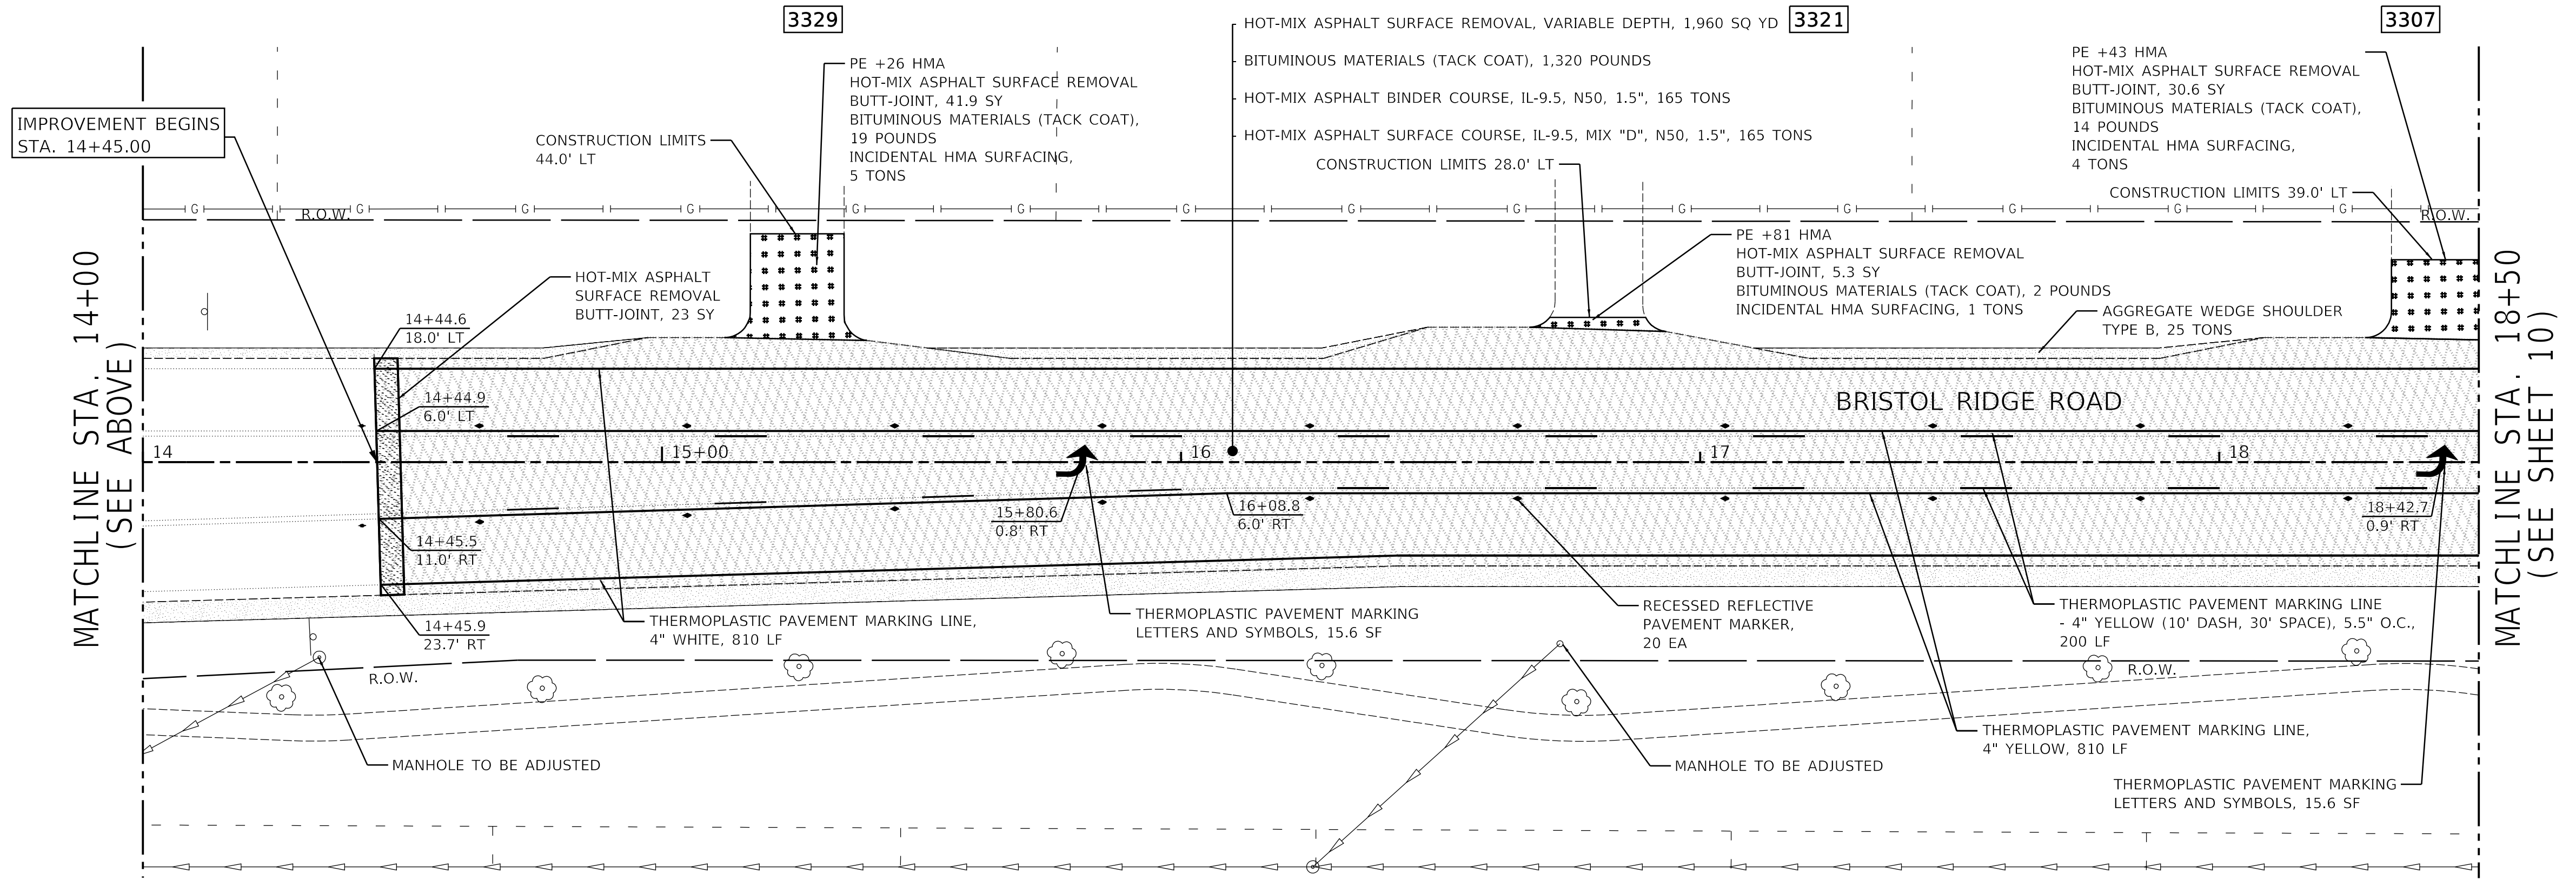 3329
3321
3307
HOT-MIX ASPHALT SURFACE REMOVAL, VARIABLE DEPTH, 1,960 SQ YD
BITUMINOUS MATERIALS (TACK COAT), 1,320 POUNDS
HOT-MIX ASPHALT BINDER COURSE, IL-9.5, N50, 1.5", 165 TONS
HOT-MIX ASPHALT SURFACE COURSE, IL-9.5, MIX "D", N50, 1.5", 165 TONS
PE +26 HMA
HOT-MIX ASPHALT SURFACE REMOVAL
BUTT-JOINT, 41.9 SY
BITUMINOUS MATERIALS (TACK COAT),
19 POUNDS
INCIDENTAL HMA SURFACING,
5 TONS
PE +43 HMA
HOT-MIX ASPHALT SURFACE REMOVAL
BUTT-JOINT, 30.6 SY
BITUMINOUS MATERIALS (TACK COAT),
14 POUNDS
INCIDENTAL HMA SURFACING,
4 TONS
IMPROVEMENT BEGINS
STA. 14+45.00
CONSTRUCTION LIMITS
44.0' LT
CONSTRUCTION LIMITS 28.0' LT
CONSTRUCTION LIMITS 39.0' LT
G G G G G G G G G G G G G G
R.O.W.
R.O.W.
PE +81 HMA
HOT-MIX ASPHALT SURFACE REMOVAL
BUTT-JOINT, 5.3 SY
BITUMINOUS MATERIALS (TACK COAT), 2 POUNDS
INCIDENTAL HMA SURFACING, 1 TONS
HOT-MIX ASPHALT
SURFACE REMOVAL
BUTT-JOINT, 23 SY
AGGREGATE WEDGE SHOULDER
TYPE B, 25 TONS
MATCHLINE STA. 14+00
(SEE ABOVE)
MATCHLINE STA. 18+50
(SEE SHEET 10)
14+44.6
18.0' LT
14+44.9
6.0' LT
BRISTOL RIDGE ROAD
14
15+00
16
17
18
15+80.6
0.8' RT
16+08.8
6.0' RT
18+42.7
0.9' RT
14+45.5
11.0' RT
14+45.9
23.7' RT
THERMOPLASTIC PAVEMENT MARKING LINE,
4" WHITE, 810 LF
THERMOPLASTIC PAVEMENT MARKING
LETTERS AND SYMBOLS, 15.6 SF
RECESSED REFLECTIVE
PAVEMENT MARKER,
20 EA
THERMOPLASTIC PAVEMENT MARKING LINE
- 4" YELLOW (10' DASH, 30' SPACE), 5.5" O.C.,
200 LF
R.O.W.
R.O.W.
THERMOPLASTIC PAVEMENT MARKING LINE,
4" YELLOW, 810 LF
MANHOLE TO BE ADJUSTED
MANHOLE TO BE ADJUSTED
THERMOPLASTIC PAVEMENT MARKING
LETTERS AND SYMBOLS, 15.6 SF